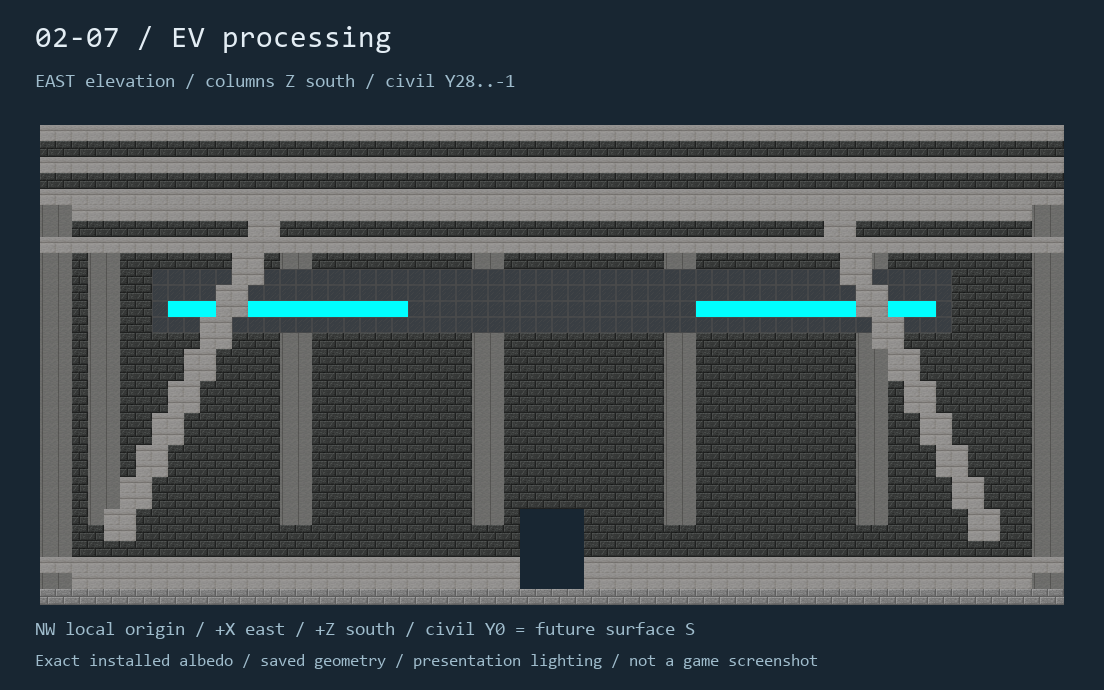 02-07 / EV processing
EAST elevation / columns Z south / civil Y28..-1
NW local origin / +X east / +Z south / civil Y0 = future surface S
Exact installed albedo / saved geometry / presentation lighting / not a game screenshot